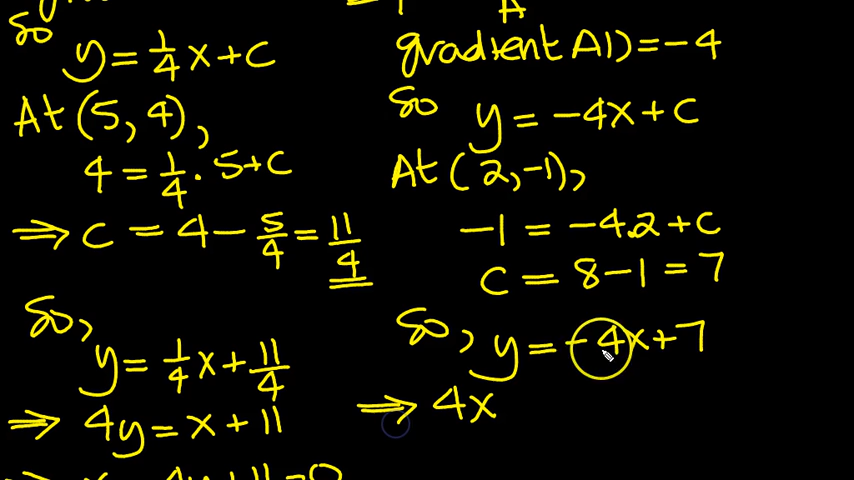 So
y = 1/4 x + c
At (5, 4),
4 = 1/4 . 5 + c
⇒ c = 4 − 5/4 = 11/4
So,
y = 1/4 x + 11/4
⇒ 4y = x + 11
A
gradient AD = −4
So
y = −4x + c
At (2, −1),
−1 = −4.2 + c
c = 8 − 1 = 7
So, y = −4x + 7
⇒ 4x